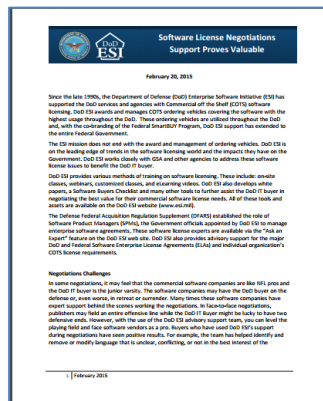 DoD
ESI
Software License Negotiations
Support Proves Valuable
February 20, 2015
Since the late 1990s, the Department of Defense (DoD) Enterprise Software Initiative (ESI) has
supported the DoD services and agencies with Commercial off the Shelf (COTS) software
licensing. DoD ESI awards and manages COTS ordering vehicles covering the software with the
highest usage throughout the DoD. These ordering vehicles are utilized throughout the DoD
and, with the co-branding of the Federal SmartBUY Program, DoD ESI support has extended to
the entire Federal Government.
The ESI mission does not end with the award and management of ordering vehicles. DoD ESI is
on the leading edge of trends in the software licensing world and the impacts they have on the
Government. DoD ESI works closely with GSA and other agencies to address these software
license issues to benefit the DoD IT buyer.
DoD ESI provides various methods of training on software licensing. These include: on-site
classes, webinars, customized classes, and eLearning videos. DoD ESI also develops white
papers, a Software Buyers Checklist and many other tools to further assist the DoD IT buyer in
negotiating the best value for their commercial software license needs. All of these tools and
assets are available on the DoD ESI website (www.esi.mil).
The Defense Federal Acquisition Regulation Supplement (DFARS) established the role of
Software Product Managers (SPMs), the Government officials appointed by DoD ESI to manage
enterprise software agreements. These software license experts are available via the "Ask an
Expert" feature on the DoD ESI web site. DoD ESI also provides advisory support for the major
DoD and Federal Software Enterprise License Agreements (ELAs) and individual organization's
COTS license requirements.
Negotiations Challenges
In some negotiations, it may feel that the commercial software companies are like NFL pros and
the DoD IT Buyer is the junior varsity. The software companies may have the DoD buyer on the
defense or, even worse, in retreat or surrender. Many times these software companies have
expert support behind the scenes working the negotiations. In face-to-face negotiations,
publishers may field an entire offensive line while the DoD IT Buyer might be lucky to have two
defensive ends. However, with the use of the DoD ESI advisory support team, you can level the
playing field and face software vendors as a pro. Buyers who have used DoD ESI's support
during negotiations have seen positive results. For example, the team has helped identify and
remove or modify language that is unclear, conflicting, or not in the best interest of the
1 | February 2015